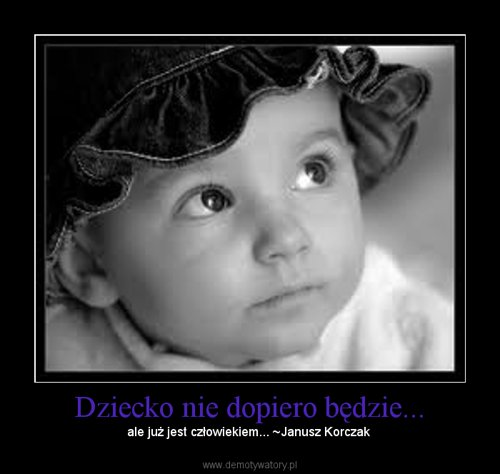 Dziecko nie dopiero będzie...
ale już jest człowiekiem... ~Janusz Korczak
www.demotywatory.pl